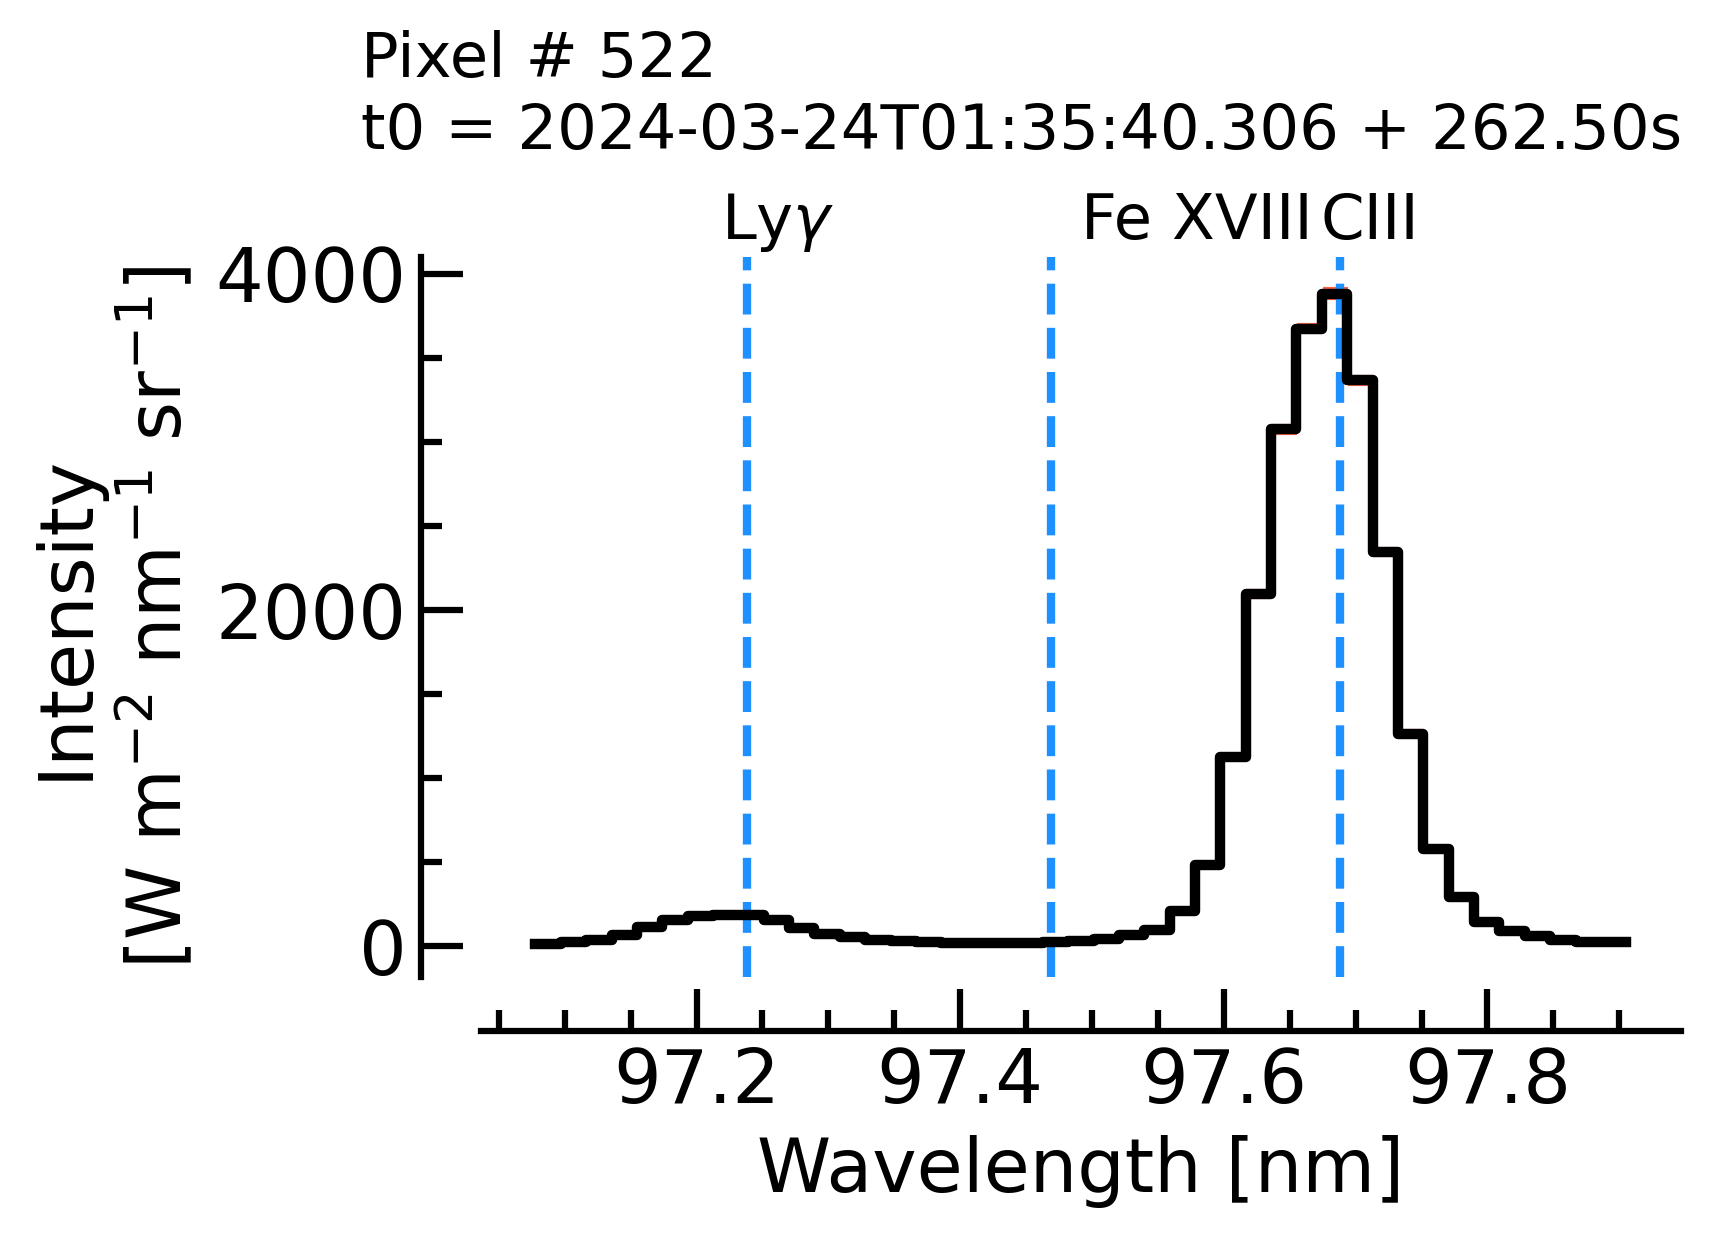 Pixel # 522
t0 = 2024-03-24T01:35:40.306 + 262.50s
Lyγ Fe XVIII CIII
4000
2000
0
Intensity
[W m⁻² nm⁻¹ sr⁻¹]
97.2 97.4 97.6 97.8
Wavelength [nm]